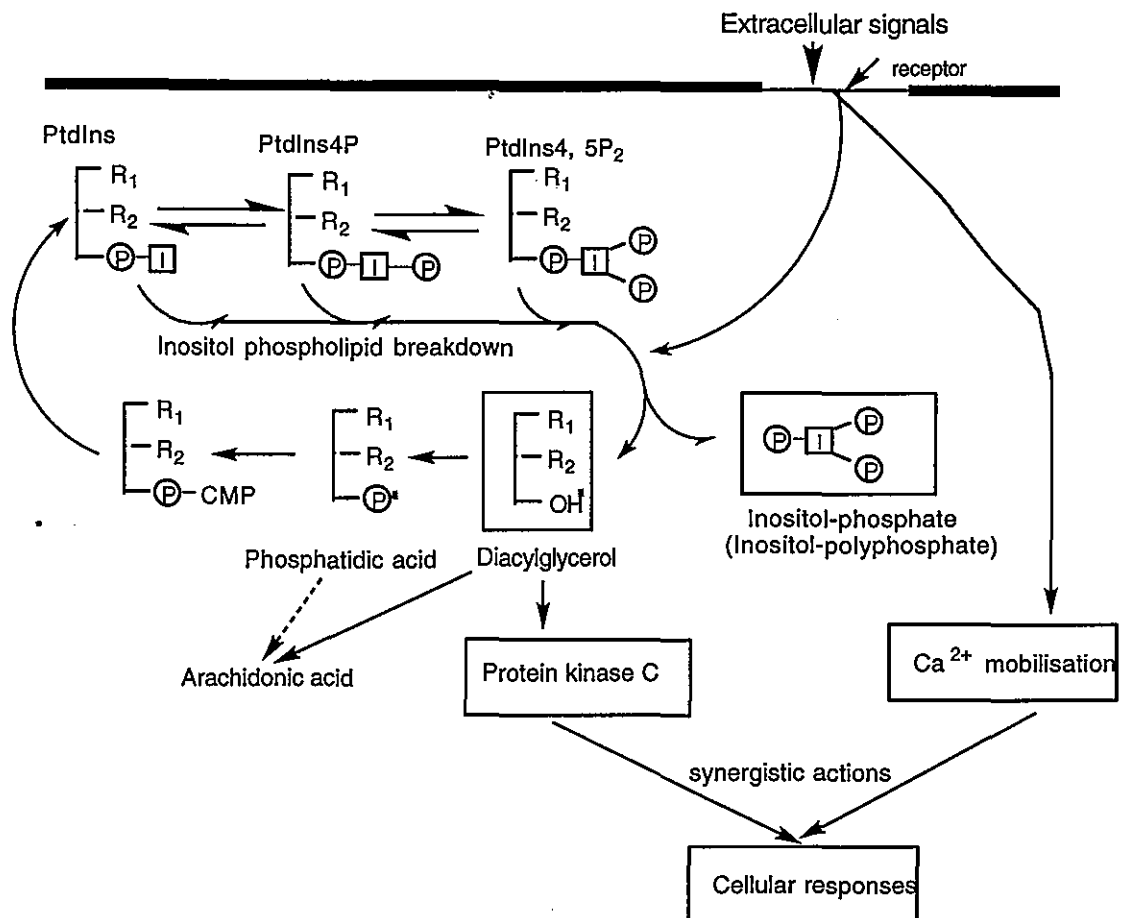 Extracellular signals
receptor
PtdIns
PtdIns4P
PtdIns4, 5P₂
R₁
R₂
P I
R₁
R₂
P I P
R₁
R₂
P I P P
Inositol phospholipid breakdown
R₁
R₂
P CMP
R₁
R₂
P
R₁
R₂
OH
P I P P
Inositol-phosphate
(Inositol-polyphosphate)
Phosphatidic acid
Diacylglycerol
Arachidonic acid
Protein kinase C
Ca²⁺ mobilisation
synergistic actions
Cellular responses